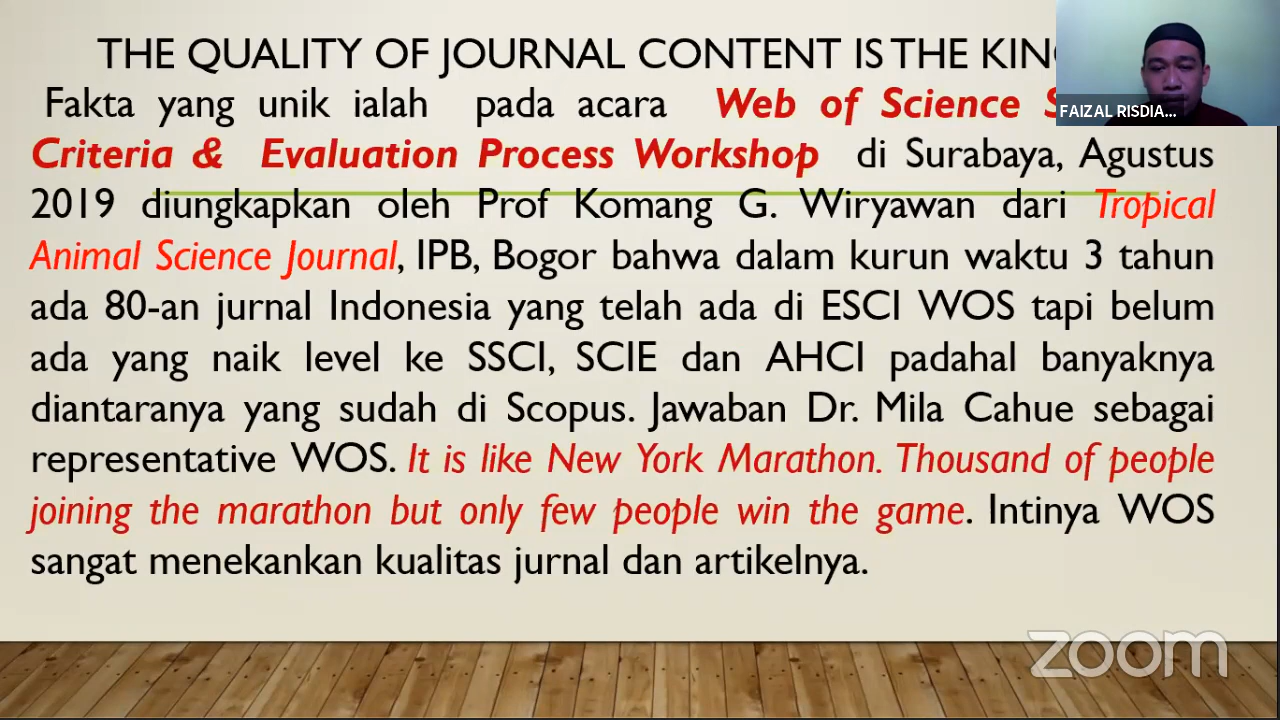 THE QUALITY OF JOURNAL CONTENT IS THE KIN
Fakta yang unik ialah pada acara Web of Science
FAIZAL RISDIA...
Criteria & Evaluation Process Workshop di Surabaya, Agustus
2019 diungkapkan oleh Prof Komang G. Wiryawan dari Tropical
Animal Science Journal, IPB, Bogor bahwa dalam kurun waktu 3 tahun
ada 80-an jurnal Indonesia yang telah ada di ESCI WOS tapi belum
ada yang naik level ke SSCI, SCIE dan AHCI padahal banyaknya
diantaranya yang sudah di Scopus. Jawaban Dr. Mila Cahue sebagai
representative WOS. It is like New York Marathon. Thousand of people
joining the marathon but only few people win the game. Intinya WOS
sangat menekankan kualitas jurnal dan artikelnya.
zoom